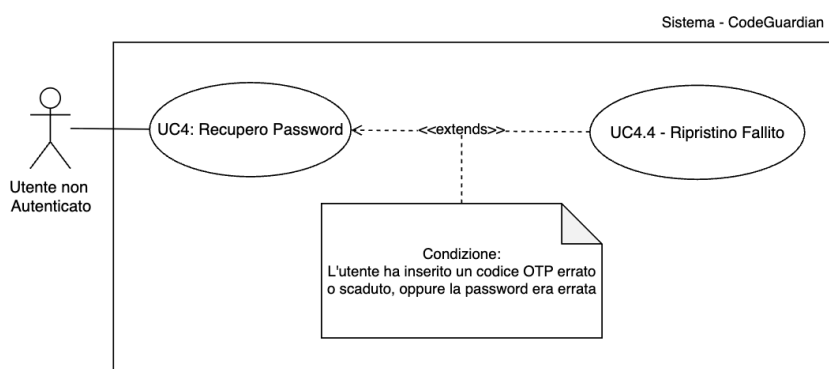 Sistema - CodeGuardian
UC4: Recupero Password
<<extends>>
UC4.4 - Ripristino Fallito
Utente non
Autenticato
Condizione:
L'utente ha inserito un codice OTP errato
o scaduto, oppure la password era errata